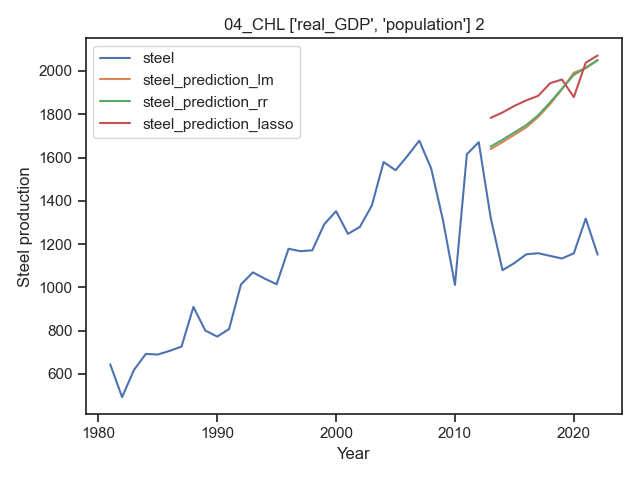 04_CHL ['real_GDP', 'population'] 2
steel
steel_prediction_lm
steel_prediction_rr
steel_prediction_lasso
Steel production
2000
1800
1600
1400
1200
1000
800
600
1980
1990
2000
2010
2020
Year